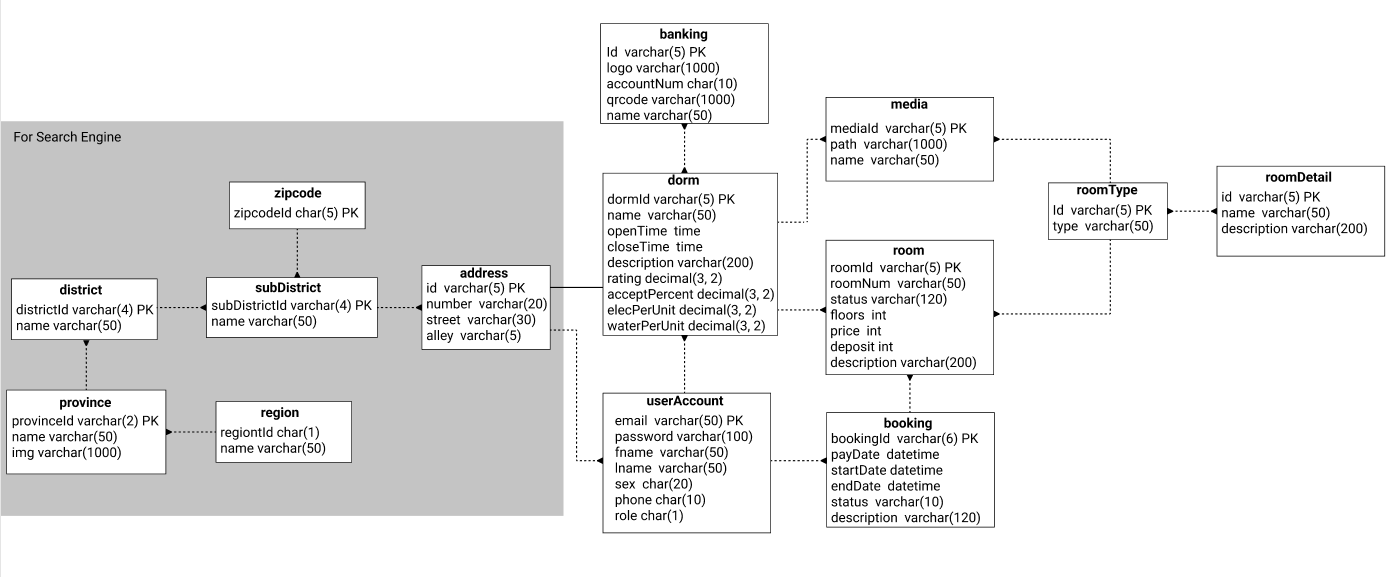 banking
Id varchar(5) PK
logo varchar(1000)
accountNum char(10)
qrcode varchar(1000)
name varchar(50)
For Search Engine
zipcode
zipcodeId char(5) PK
district
districtId varchar(4) PK
name varchar(50)
subDistrict
subDistrictId varchar(4) PK
name varchar(50)
address
id varchar(5) PK
number varchar(20)
street varchar(30)
alley varchar(5)
province
provinceId varchar(2) PK
name varchar(50)
img varchar(1000)
region
regiontId char(1)
name varchar(50)
dorm
dormId varchar(5) PK
name varchar(50)
openTime time
closeTime time
description varchar(200)
rating decimal(3, 2)
acceptPercent decimal(3, 2)
elecPerUnit decimal(3, 2)
waterPerUnit decimal(3, 2)
userAccount
email varchar(50) PK
password varchar(100)
fname varchar(50)
lname varchar(50)
sex char(20)
phone char(10)
role char(1)
media
mediaId varchar(5) PK
path varchar(1000)
name varchar(50)
room
roomId varchar(5) PK
roomNum varchar(50)
status varchar(120)
floors int
price int
deposit int
description varchar(200)
booking
bookingId varchar(6) PK
payDate datetime
startDate datetime
endDate datetime
status varchar(10)
description varchar(120)
roomType
Id varchar(5) PK
type varchar(50)
roomDetail
id varchar(5) PK
name varchar(50)
description varchar(200)